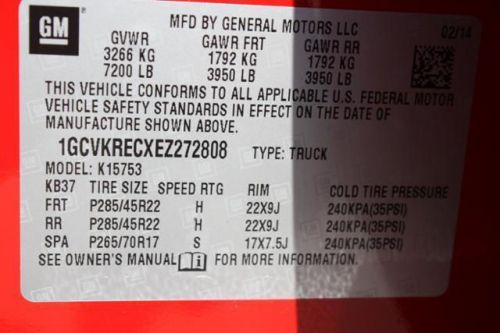 GM
MFD BY GENERAL MOTORS LLC
02/14
GVWR GAWR FRT GAWR RR
3266 KG 1792 KG 1792 KG
7200 LB 3950 LB 3950 LB
THIS VEHICLE CONFORMS TO ALL APPLICABLE U.S. FEDERAL MOTOR
VEHICLE SAFETY STANDARDS IN EFFECT ON THE DATE OF
MANUFACTURE SHOWN ABOVE.
1GCVKRECXEZ272808 TYPE: TRUCK
MODEL: K15753
KB37 TIRE SIZE SPEED RTG RIM COLD TIRE PRESSURE
FRT P285/45R22 H 22X9J 240KPA(35PSI)
RR P285/45R22 H 22X9J 240KPA(35PSI)
SPA P265/70R17 S 17X7.5J 240KPA(35PSI)
SEE OWNER'S MANUAL FOR MORE INFORMATION.